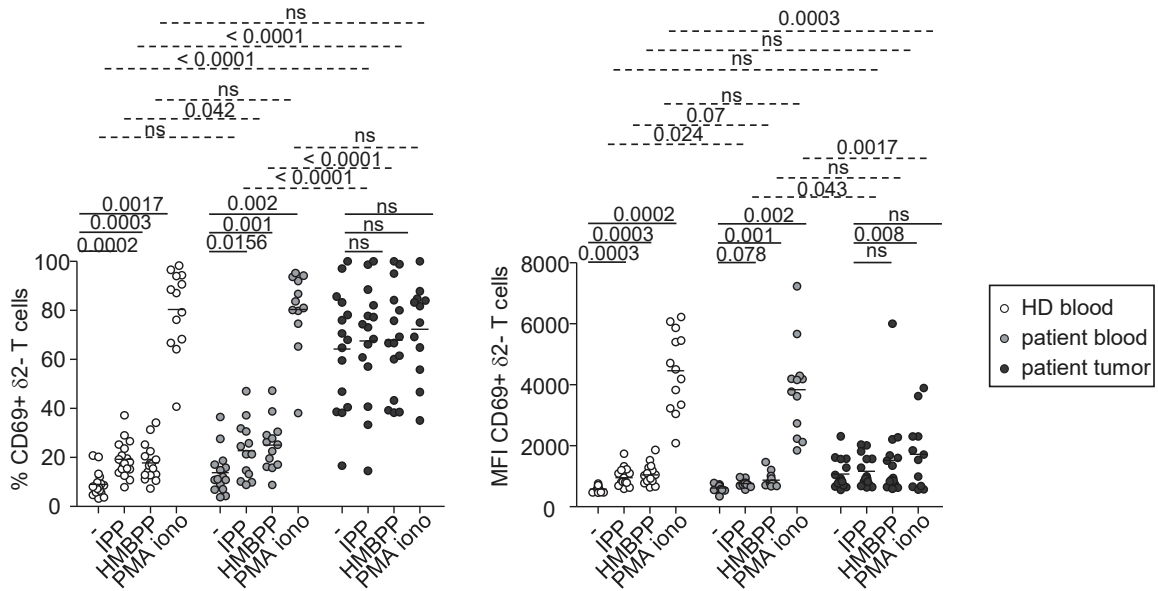 ns
< 0.0001
< 0.0001
ns
0.042
ns
ns
< 0.0001
< 0.0001
0.0017
0.0003
0.0002
0.002
0.001
0.0156
ns
ns
ns
% CD69+ δ2- T cells
100
80
60
40
20
0
-
IPP
HMBPP
PMA iono
-
IPP
HMBPP
PMA iono
-
IPP
HMBPP
PMA iono
0.0003
ns
ns
ns
0.07
0.024
0.0017
ns
0.043
0.0002
0.0003
0.0003
0.002
0.001
0.078
ns
0.008
ns
MFI CD69+ δ2- T cells
8000
6000
4000
2000
0
-
IPP
HMBPP
PMA iono
-
IPP
HMBPP
PMA iono
-
IPP
HMBPP
PMA iono
HD blood
patient blood
patient tumor